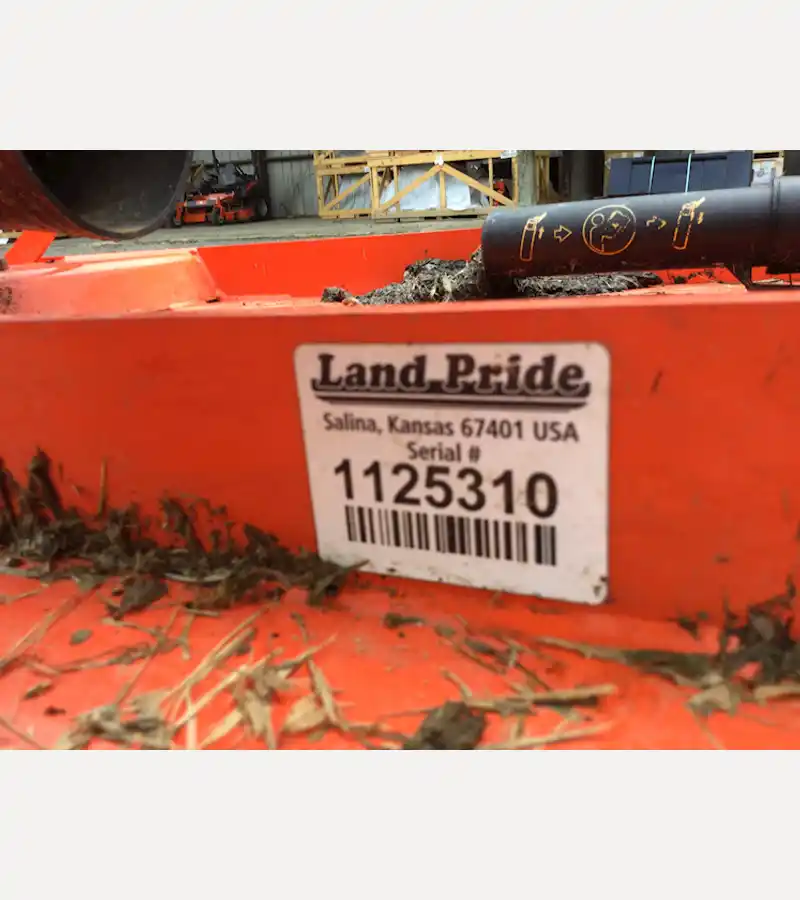 Land Pride
Salina, Kansas 67401 USA
Serial #
1125310